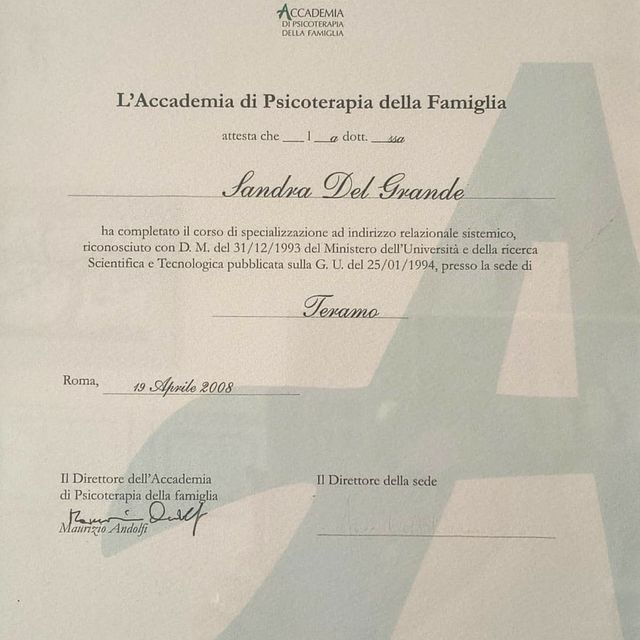 ACCADEMIA
DI PSICOTERAPIA
DELLA FAMIGLIA
L'Accademia di Psicoterapia della Famiglia
attesta che ___ l _a dott. _ssa
Sandra Del Grande
ha completato il corso di specializzazione ad indirizzo relazionale sistemico,
riconosciuto con D. M. del 31/12/1993 del Ministero dell'Università e della ricerca
Scientifica e Tecnologica pubblicata sulla G. U. del 25/01/1994, presso la sede di
Teramo
Roma, 19 Aprile 2008
Il Direttore dell'Accademia
di Psicoterapia della famiglia
Maurizio Andolfi
Il Direttore della sede